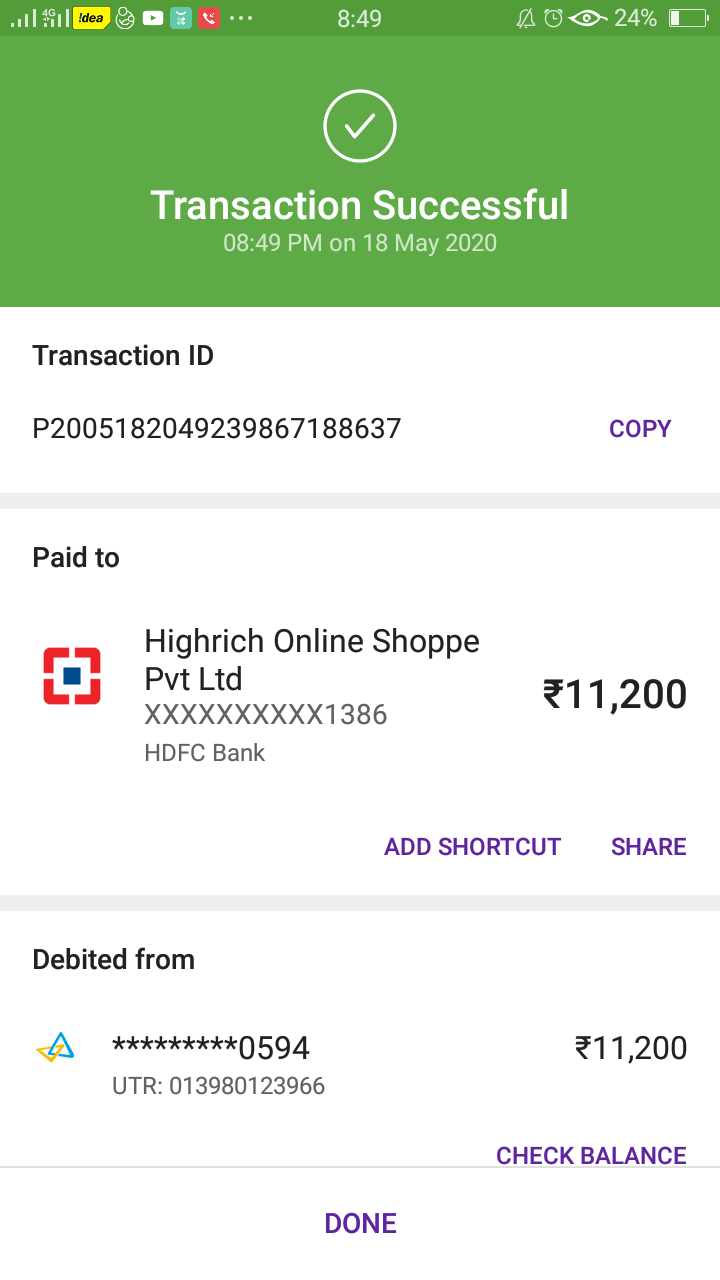 4G !dea 8:49 24%
Transaction Successful
08:49 PM on 18 May 2020
Transaction ID
P2005182049239867188637 COPY
Paid to
Highrich Online Shoppe
Pvt Ltd
₹11,200
XXXXXXXXXX1386
HDFC Bank
ADD SHORTCUT SHARE
Debited from
*********0594 ₹11,200
UTR: 013980123966
CHECK BALANCE
DONE